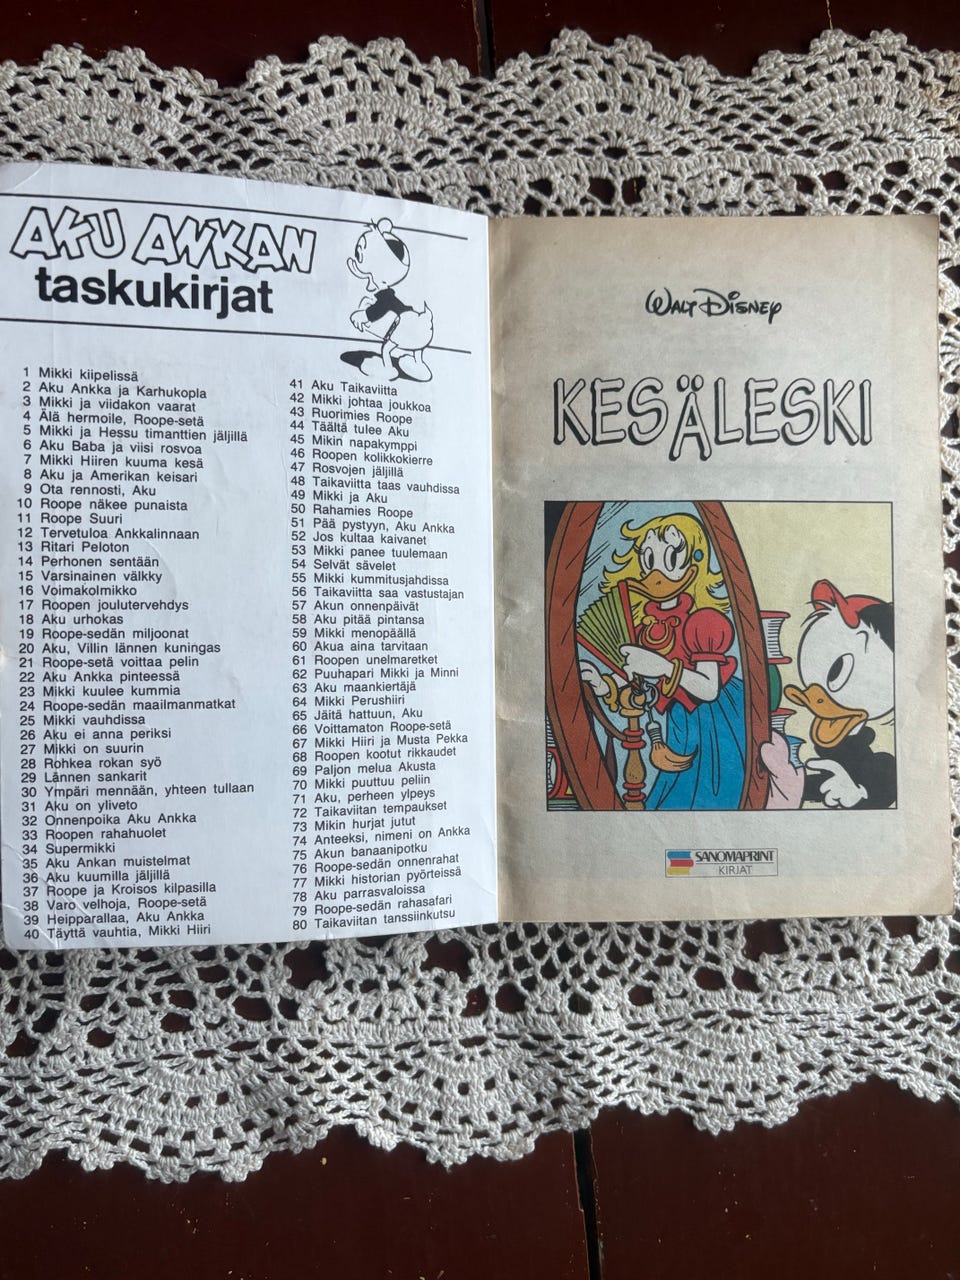 AKU ANKAN
taskukirjat
1 Mikki kiipelissä
2 Aku Ankka ja Karhukopla
3 Mikki ja viidakon vaarat
4 Älä hermoile, Roope-setä
5 Mikki ja Hessu timanttien jäljillä
6 Aku Baba ja viisi rosvoa
7 Mikki Hiiren kuuma kesä
8 Aku ja Amerikan keisari
9 Ota rennosti, Aku
10 Roope näkee punaista
11 Roope Suuri
12 Tervetuloa Ankkalinnaan
13 Ritari Peloton
14 Perhonen sentään
15 Varsinainen välkky
16 Voimakolmikko
17 Roopen joulutervehdys
18 Aku urhokas
19 Roope-sedän miljoonat
20 Aku, Villin lännen kuningas
21 Roope-setä voittaa pelin
22 Aku Ankka pinteessä
23 Mikki kuulee kummia
24 Roope-sedän maailmanmatkat
25 Mikki vauhdissa
26 Aku ei anna periksi
27 Mikki on suurin
28 Rohkea rokan syö
29 Lännen sankarit
30 Ympäri mennään, yhteen tullaan
31 Aku on yliveto
32 Onnenpoika Aku Ankka
33 Roopen rahahuolet
34 Supermikki
35 Aku Ankan muistelmat
36 Aku kuumilla jäljillä
37 Roope ja Kroisos kilpasilla
38 Varo velhoja, Roope-setä
39 Heipparallaa, Aku Ankka
40 Täyttä vauhtia, Mikki Hiiri
41 Aku Taikaviitta
42 Mikki johtaa joukkoa
43 Ruorimies Roope
44 Täältä tulee Aku
45 Mikin napakymppi
46 Roopen kolikkokierre
47 Rosvojen jäljillä
48 Taikaviitta taas vauhdissa
49 Mikki ja Aku
50 Rahamies Roope
51 Pää pystyyn, Aku Ankka
52 Jos kultaa kaivanet
53 Mikki panee tuulemaan
54 Selvät sävelet
55 Mikki kummitusjahdissa
56 Taikaviitta saa vastustajan
57 Akun onnenpäivät
58 Aku pitää pintansa
59 Mikki menopäällä
60 Akua aina tarvitaan
61 Roopen unelmaretket
62 Puuhapari Mikki ja Minni
63 Aku maankiertäjä
64 Mikki Perushiiri
65 Jäitä hattuun, Aku
66 Voittamaton Roope-setä
67 Mikki Hiiri ja Musta Pekka
68 Roopen kootut rikkaudet
69 Paljon melua Akusta
70 Mikki puuttuu peliin
71 Aku, perheen ylpeys
72 Taikaviitan tempaukset
73 Mikin hurjat jutut
74 Anteeksi, nimeni on Ankka
75 Akun banaanipotku
76 Roope-sedän onnenrahat
77 Mikki historian pyörteissä
78 Aku parrasvaloissa
79 Roope-sedän rahasafari
80 Taikaviitan tanssiinkutsu
WALT DISNEY
KESÄLESKI
SANOMAPRINT
KIRJAT